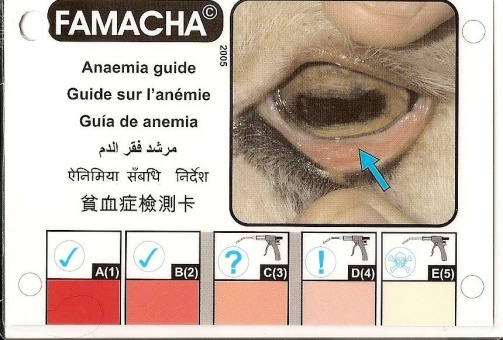 FAMACHA©
2005
Anaemia guide
Guide sur l'anémie
Guía de anemia
مرشد فقر الدم
ऐनिमिया सँबधि निर्देश
貧血症檢測卡
✓ ✓ ? !
A(1) B(2) C(3) D(4) E(5)